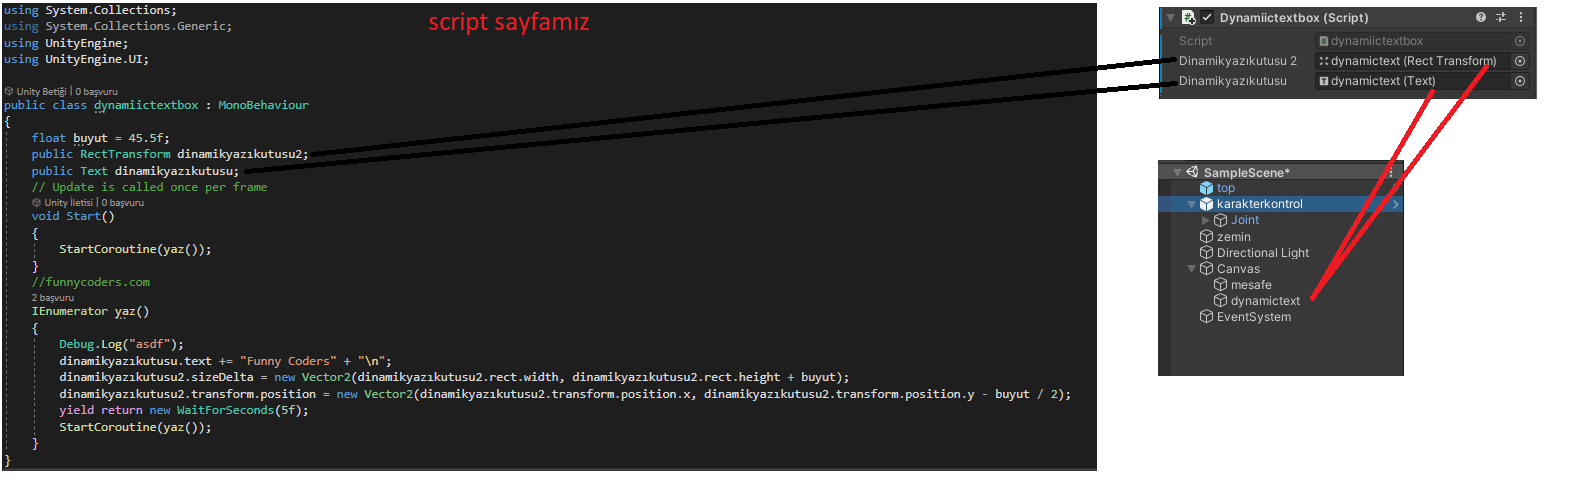 using System.Collections;
using System.Collections.Generic;
using UnityEngine;
using UnityEngine.UI;
script sayfamız
Unity Betiği | 0 başvuru
public class dynamiictextbox : MonoBehaviour
{
float buyut = 45.5f;
public RectTransform dinamikyazıkutusu2;
public Text dinamikyazıkutusu;
// Update is called once per frame
Unity İletisi | 0 başvuru
void Start()
{
StartCoroutine(yaz());
}
//funnycoders.com
2 başvuru
IEnumerator yaz()
{
Debug.Log("asdf");
dinamikyazıkutusu.text += "Funny Coders" + "\n";
dinamikyazıkutusu2.sizeDelta = new Vector2(dinamikyazıkutusu2.rect.width, dinamikyazıkutusu2.rect.height + buyut);
dinamikyazıkutusu2.transform.position = new Vector2(dinamikyazıkutusu2.transform.position.x, dinamikyazıkutusu2.transform.position.y - buyut / 2);
yield return new WaitForSeconds(5f);
StartCoroutine(yaz());
}
}
Dynamiictextbox (Script)
Script dynamiictextbox
Dinamikyazıkutusu 2 dynamictext (Rect Transform)
Dinamikyazıkutusu dynamictext (Text)
SampleScene*
top
karakterkontrol
Joint
zemin
Directional Light
Canvas
mesafe
dynamictext
EventSystem